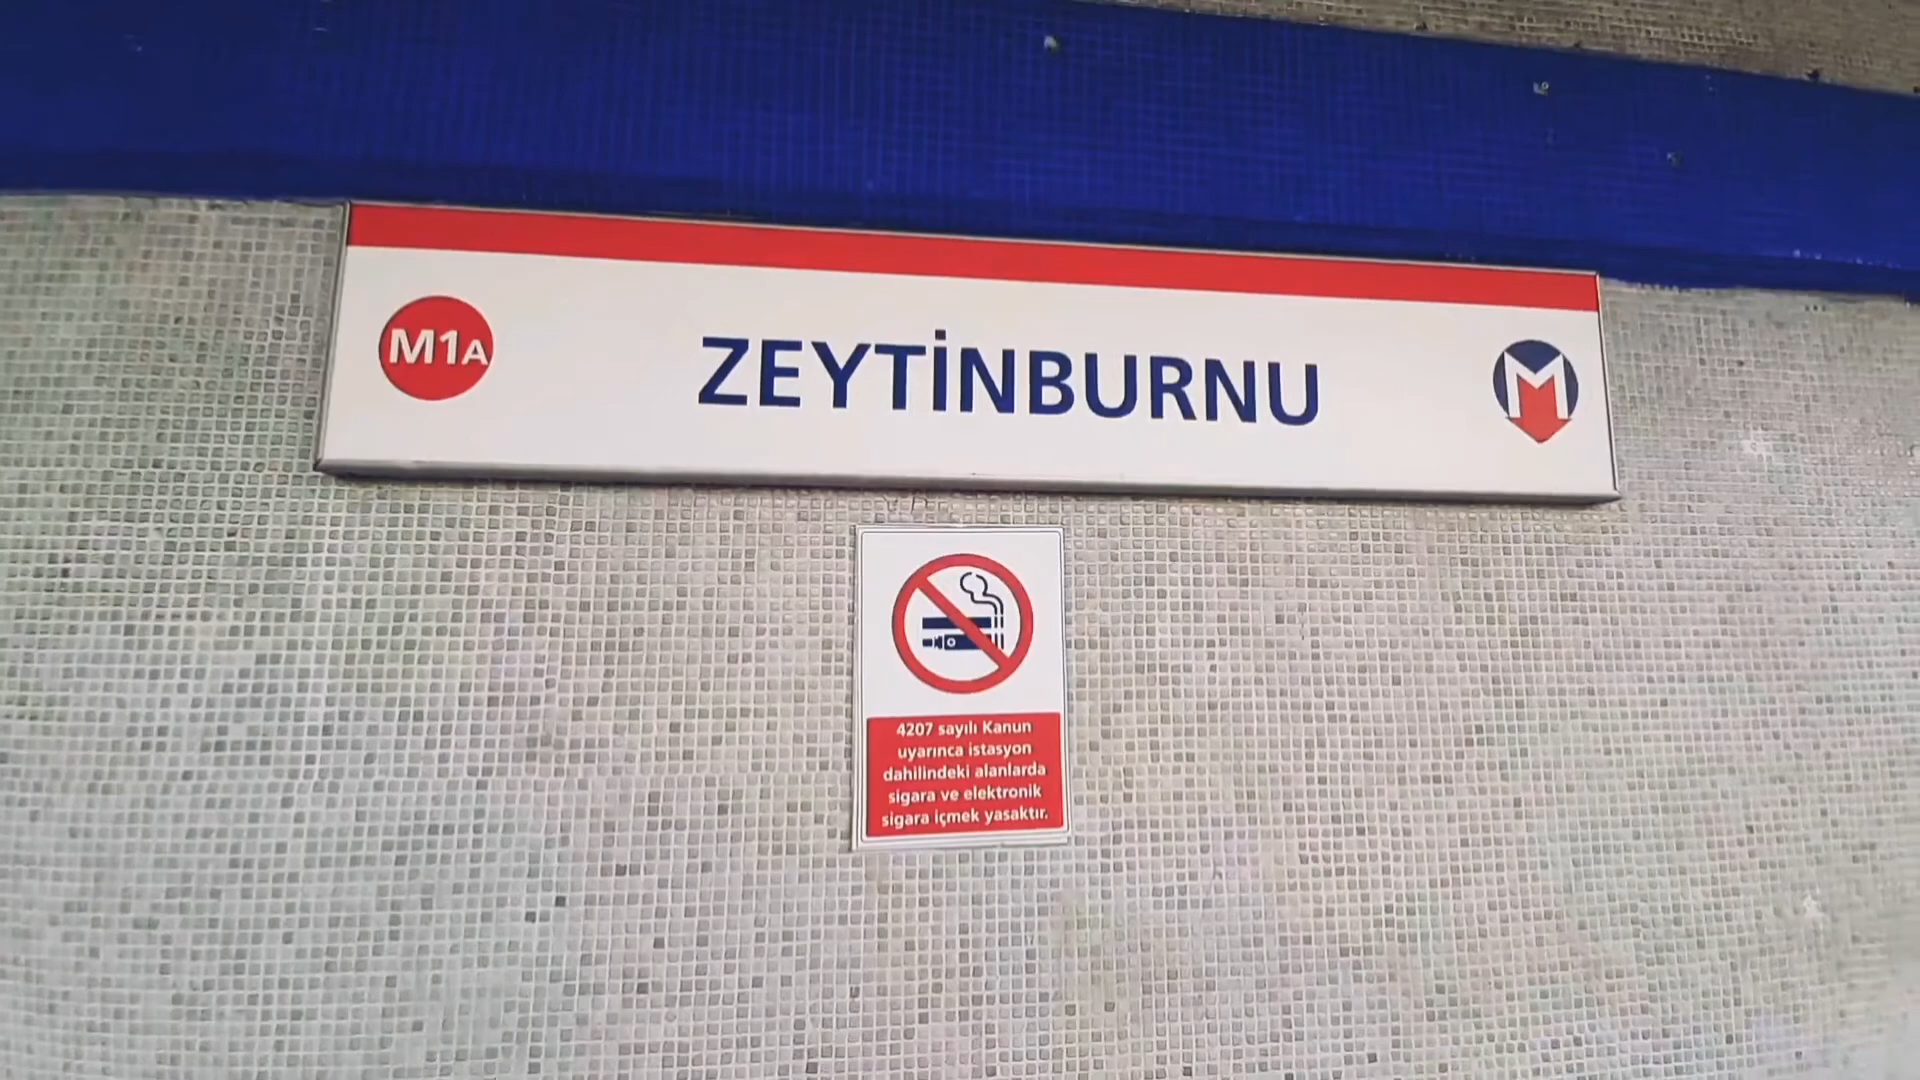 M1A
ZEYTİNBURNU
M
4207 sayılı Kanun
uyarınca istasyon
dahilindeki alanlarda
sigara ve elektronik
sigara içmek yasaktır.